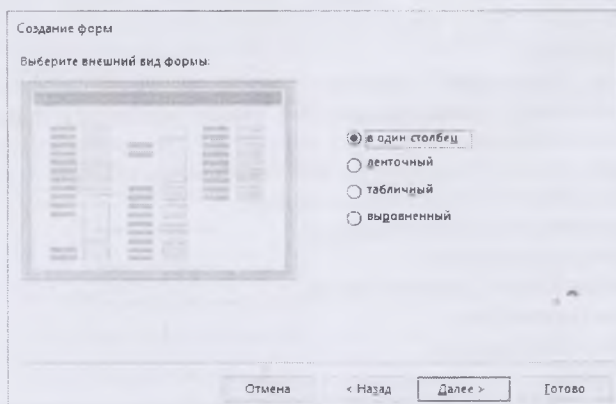 Создание форм
Выберите внешний вид формы:
в один столбец
ленточный
табличный
выровненный
Отмена
< Назад
Далее >
Готово